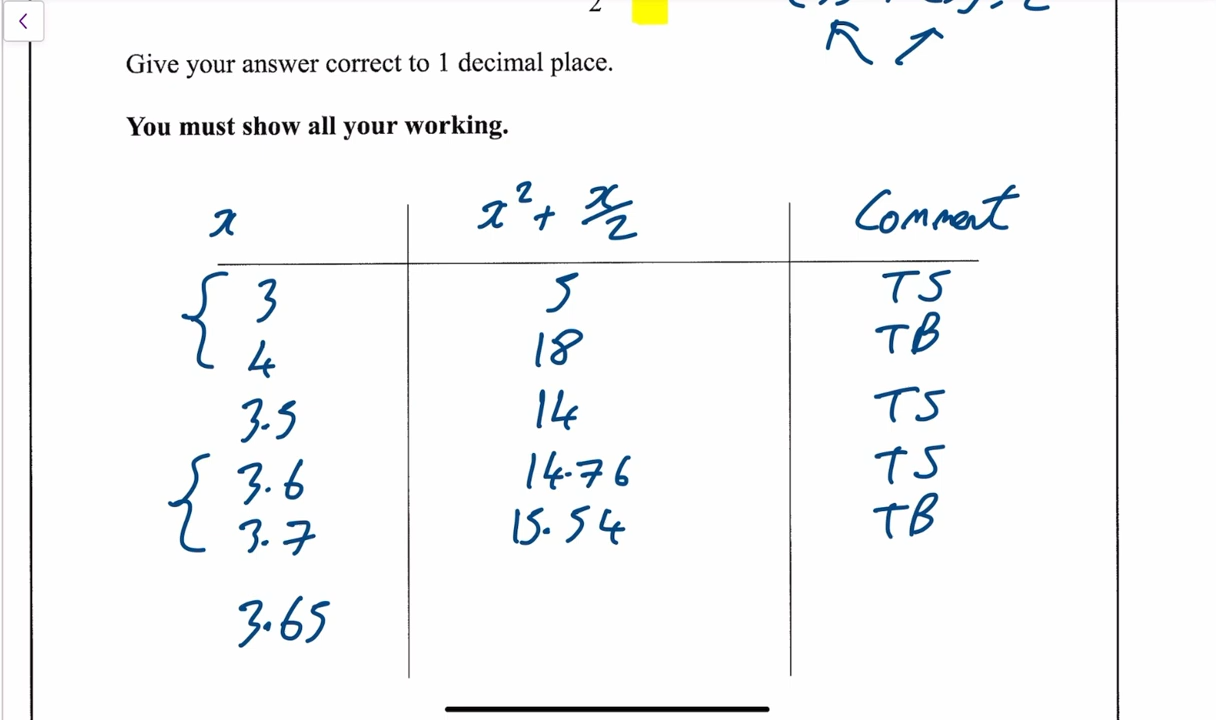 2
Give your answer correct to 1 decimal place.
You must show all your working.
x x² + x/2 Comment
3 5 TS
4 18 TB
3.5 14 TS
3.6 14.76 TS
3.7 15.54 TB
3.65